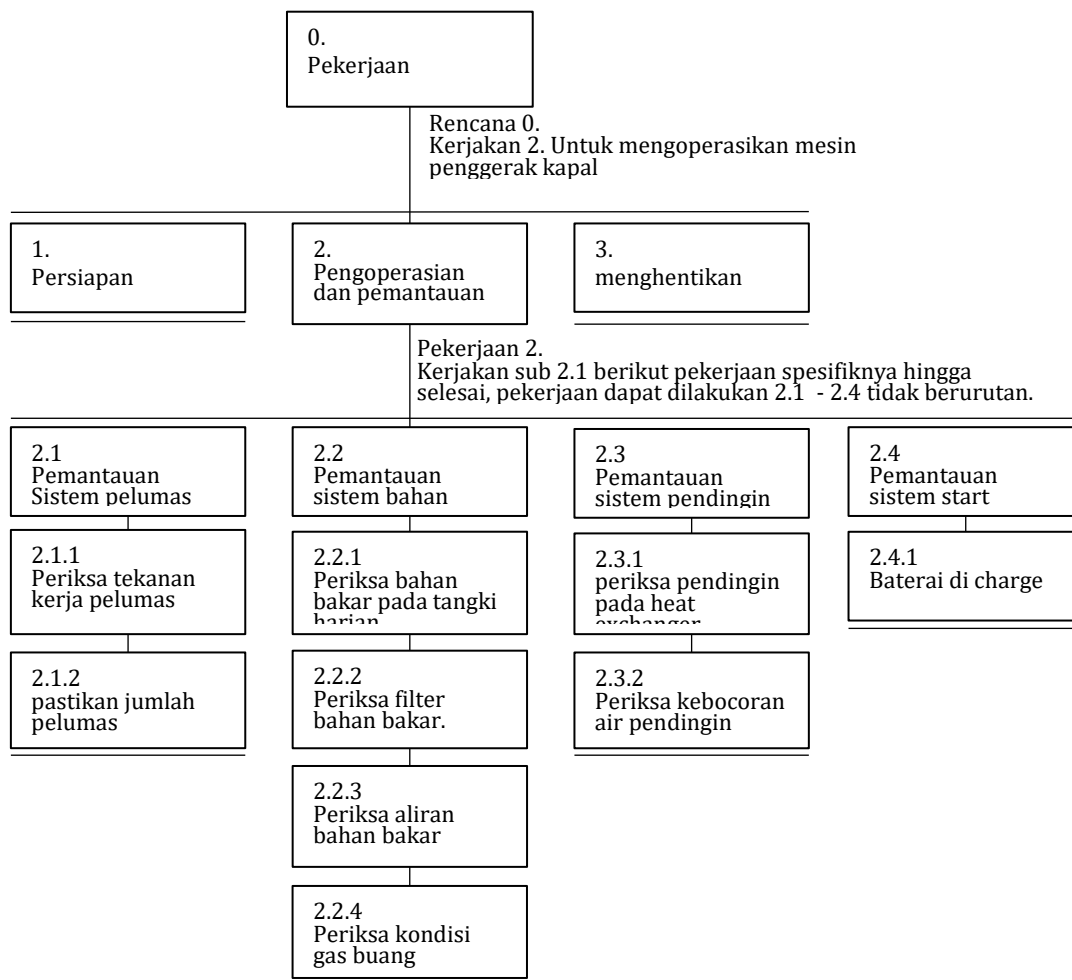 0.
Pekerjaan
Rencana 0.
Kerjakan 2. Untuk mengoperasikan mesin
penggerak kapal
1.
Persiapan
2.
Pengoperasian
dan pemantauan
3.
menghentikan
Pekerjaan 2.
Kerjakan sub 2.1 berikut pekerjaan spesifiknya hingga
selesai, pekerjaan dapat dilakukan 2.1 - 2.4 tidak berurutan.
2.1
Pemantauan
Sistem pelumas
2.2
Pemantauan
sistem bahan
2.3
Pemantauan
sistem pendingin
2.4
Pemantauan
sistem start
2.1.1
Periksa tekanan
kerja pelumas
2.2.1
Periksa bahan
bakar pada tangki
harian
2.3.1
periksa pendingin
pada heat
exchanger
2.4.1
Baterai di charge
2.1.2
pastikan jumlah
pelumas
2.2.2
Periksa filter
bahan bakar.
2.3.2
Periksa kebocoran
air pendingin
2.2.3
Periksa aliran
bahan bakar
2.2.4
Periksa kondisi
gas buang